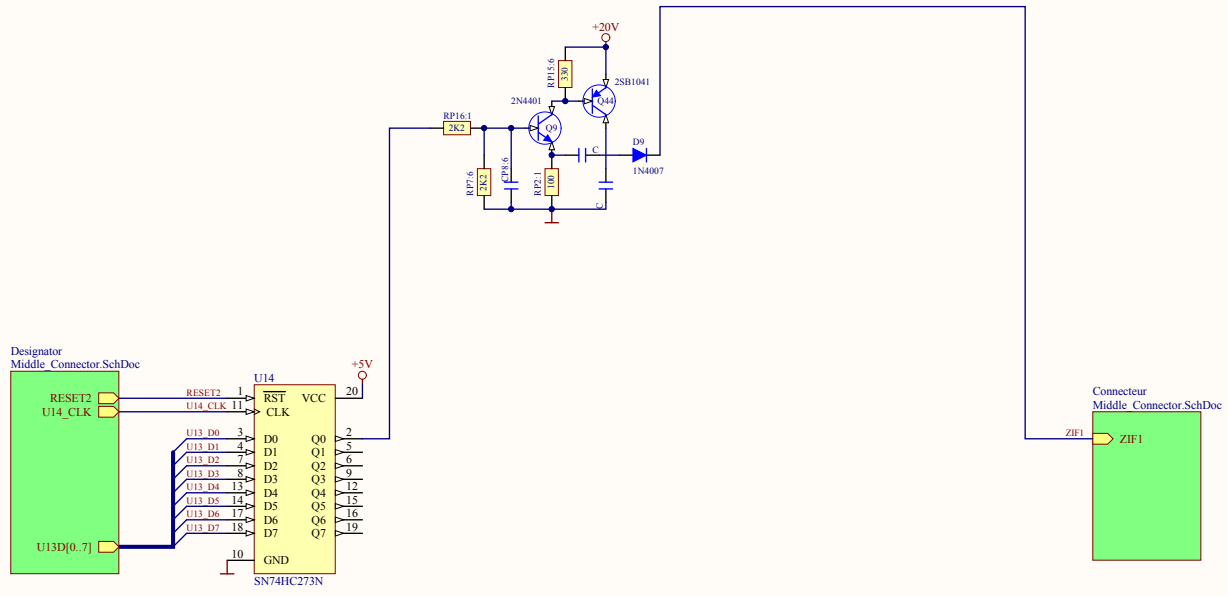 +20V
RP15:6
330
2SB1041
Q44
2N4401
Q9
RP16:1
2K2
C
D9
1N4007
RP7:6
2K2
CP8:6
RP2:1
100
C
Designator
Middle_Connector.SchDoc
RESET2
U14_CLK
U13D[0..7]
RESET2
U14_CLK
U13_D0
U13_D1
U13_D2
U13_D3
U13_D4
U13_D5
U13_D6
U13_D7
+5V
U14
1 RST VCC 20
11 CLK
3 D0 Q0 2
4 D1 Q1 5
7 D2 Q2 6
8 D3 Q3 9
13 D4 Q4 12
14 D5 Q5 15
17 D6 Q6 16
18 D7 Q7 19
10 GND
SN74HC273N
Connecteur
Middle_Connector.SchDoc
ZIF1
ZIF1